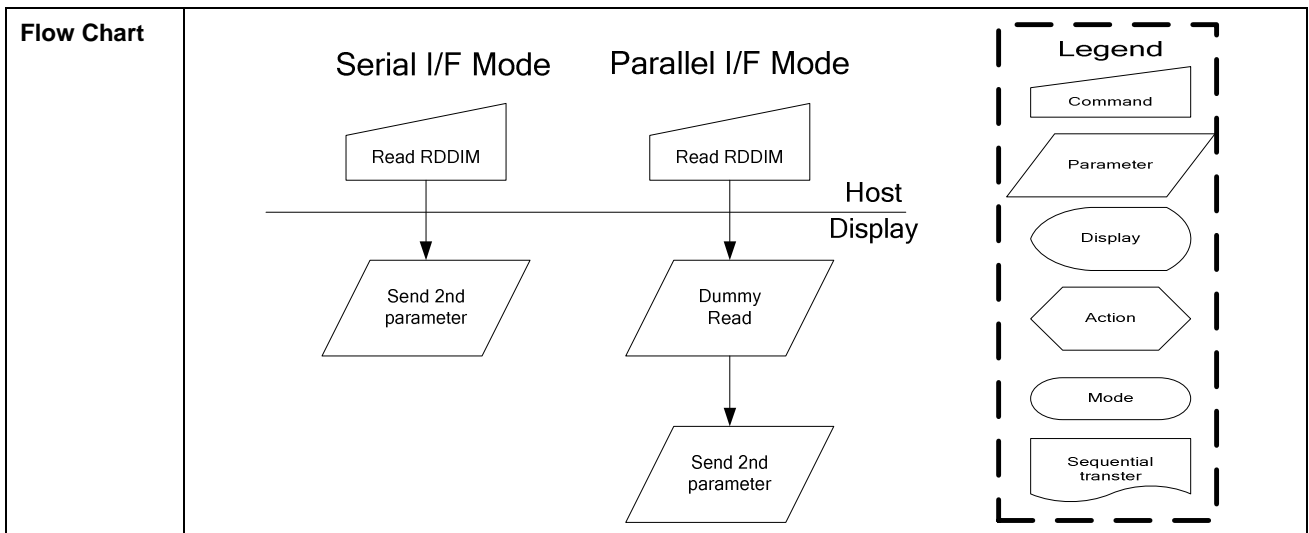 Flow Chart
Serial I/F Mode
Parallel I/F Mode
Read RDDIM
Read RDDIM
Host
Display
Send 2nd
parameter
Dummy
Read
Send 2nd
parameter
Legend
Command
Parameter
Display
Action
Mode
Sequential
transter